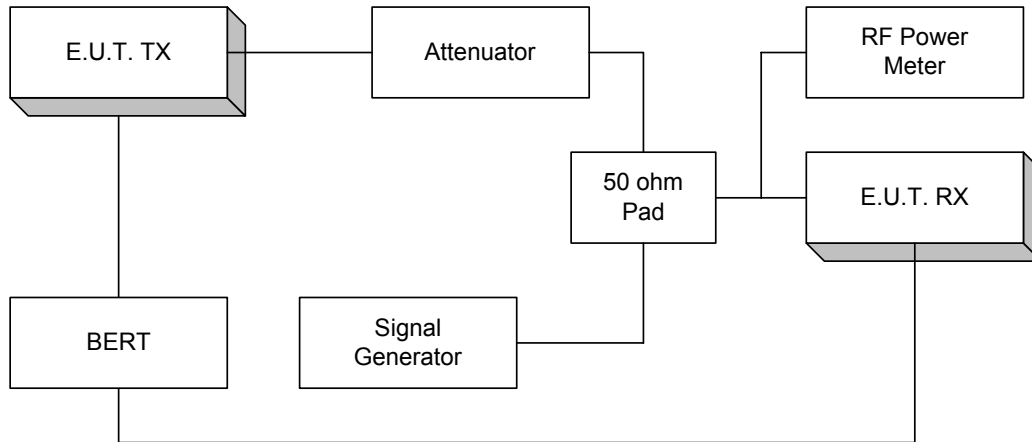 E.U.T. TX
Attenuator
RF Power
Meter
50 ohm
Pad
E.U.T. RX
BERT
Signal
Generator